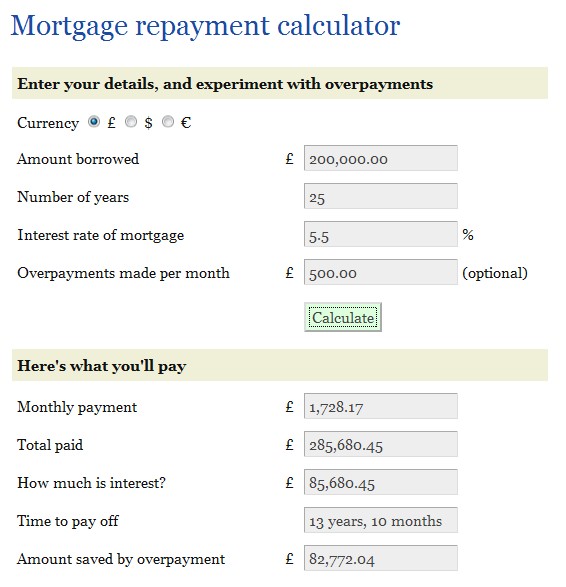 Mortgage repayment calculator
Enter your details, and experiment with overpayments
Currency £ $ €
Amount borrowed £ 200,000.00
Number of years 25
Interest rate of mortgage 5.5 %
Overpayments made per month £ 500.00 (optional)
Calculate
Here's what you'll pay
Monthly payment £ 1,728.17
Total paid £ 285,680.45
How much is interest? £ 85,680.45
Time to pay off 13 years, 10 months
Amount saved by overpayment £ 82,772.04